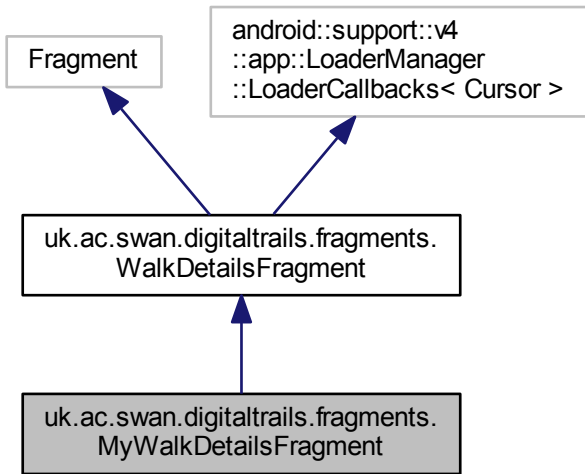 Fragment
android::support::v4
::app::LoaderManager
::LoaderCallbacks< Cursor >
uk.ac.swan.digitaltrails.fragments.
WalkDetailsFragment
uk.ac.swan.digitaltrails.fragments.
MyWalkDetailsFragment